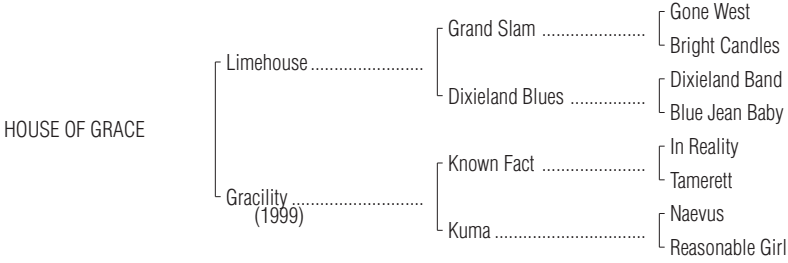 Gone West
Grand Slam ......................
Bright Candles
Limehouse ........................
Dixieland Band
Dixieland Blues ................
Blue Jean Baby
HOUSE OF GRACE
In Reality
Known Fact ......................
Tamerett
Gracility ............................
(1999)
Naevus
Kuma ................................
Reasonable Girl